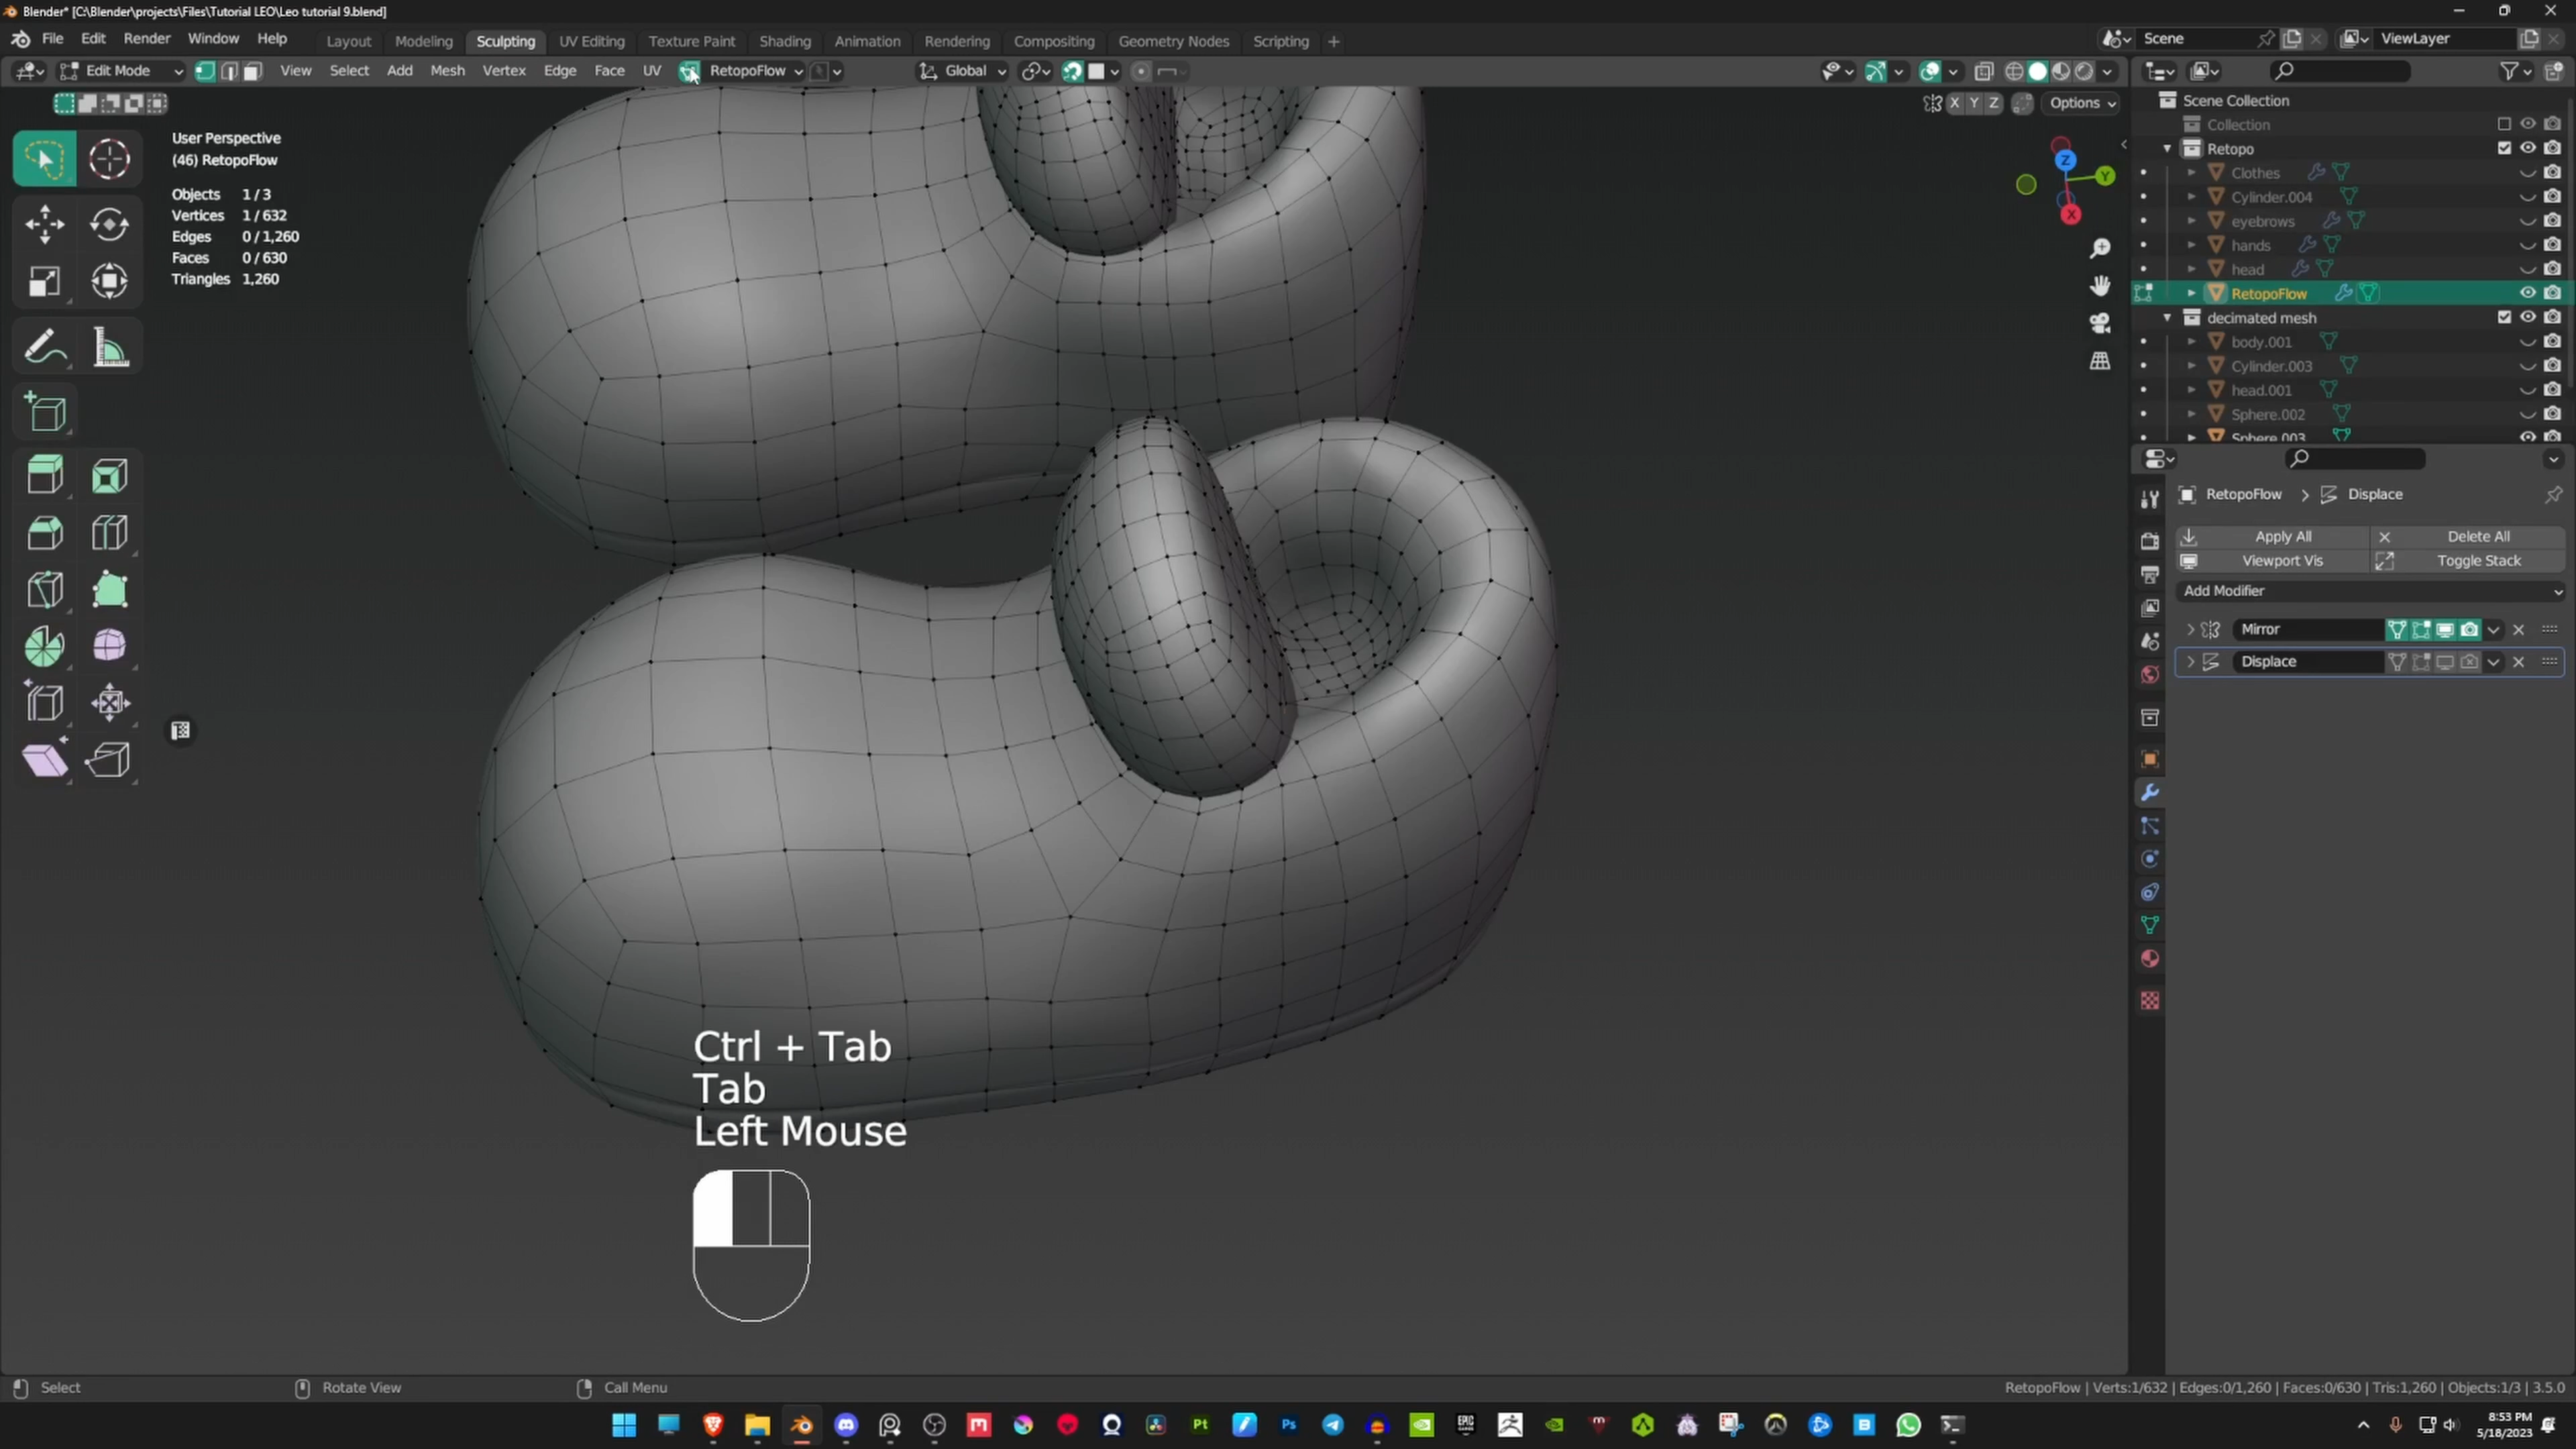 Blender* [C:\Blender\projects\Files\Tutorial LEO\Leo tutorial 9.blend]
File Edit Render Window Help Layout Modeling Sculpting UV Editing Texture Paint Shading Animation Rendering Compositing Geometry Nodes Scripting + Scene ViewLayer
Edit Mode View Select Add Mesh Vertex Edge Face UV RetopoFlow Global
X Y Z Options
User Perspective
(46) RetopoFlow
Objects 1 / 3
Vertices 1 / 632
Edges 0 / 1,260
Faces 0 / 630
Triangles 1,260
Z
Y
X
Scene Collection
Collection
Retopo
Clothes
Cylinder.004
eyebrows
hands
head
RetopoFlow
decimated mesh
body.001
Cylinder.003
head.001
Sphere.002
Sphere.003
RetopoFlow > Displace
Apply All Delete All
Viewport Vis Toggle Stack
Add Modifier
Mirror
Displace
Ctrl + Tab
Tab
Left Mouse
Select Rotate View Call Menu RetopoFlow | Verts:1/632 | Edges:0/1,260 | Faces:0/630 | Tris:1,260 | Objects:1/3 | 3.5.0
Pt Ps EPIC GAMES B
8:53 PM
5/18/2023